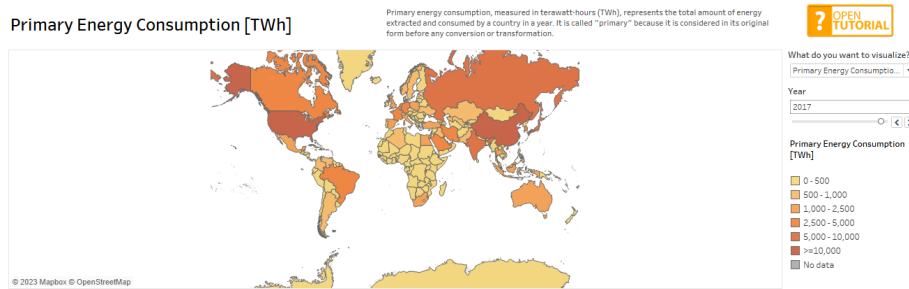 Primary Energy Consumption [TWh]
Primary energy consumption, measured in terawatt-hours (TWh), represents the total amount of energy
extracted and consumed by a country in a year. It is called "primary" because it is considered in its original
form before any conversion or transformation.
? OPEN
TUTORIAL
What do you want to visualize?
Primary Energy Consumptio...
Year
2017
Primary Energy Consumption
[TWh]
0 - 500
500 - 1,000
1,000 - 2,500
2,500 - 5,000
5,000 - 10,000
>=10,000
No data
© 2023 Mapbox © OpenStreetMap